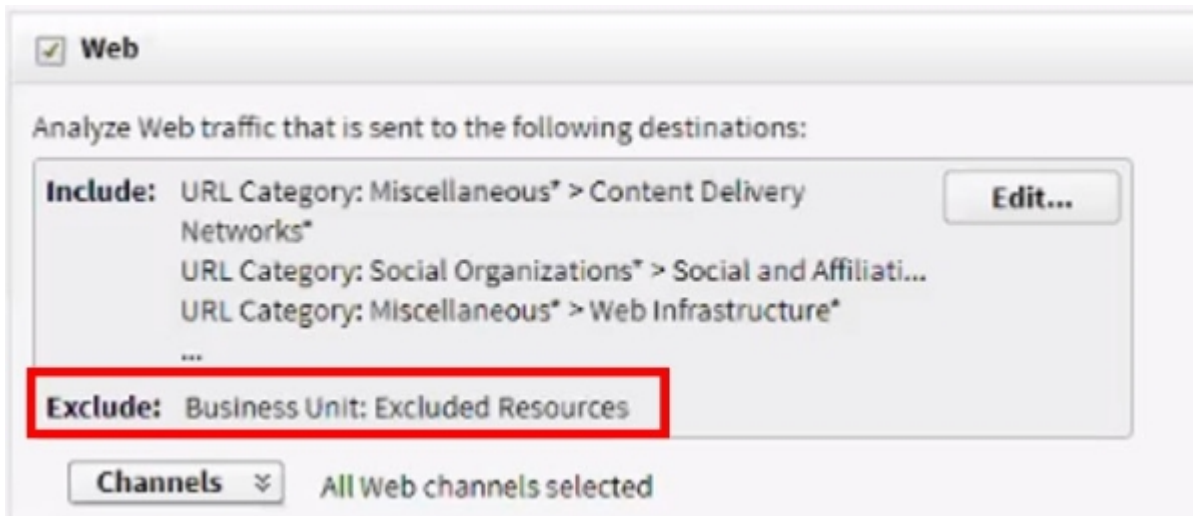 Web
Analyze Web traffic that is sent to the following destinations:
Include: URL Category: Miscellaneous* > Content Delivery
Networks*
URL Category: Social Organizations* > Social and Affiliati...
URL Category: Miscellaneous* > Web Infrastructure*
...
Edit...
Exclude: Business Unit: Excluded Resources
Channels All Web channels selected